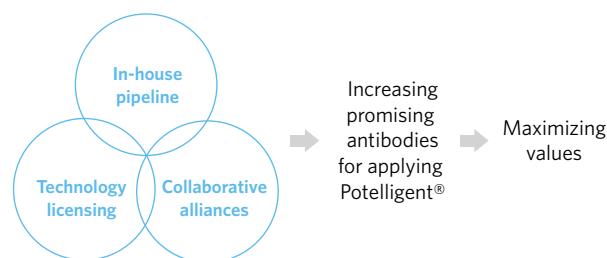 In-house
pipeline
Technology
licensing
Collaborative
alliances
Increasing
promising
antibodies
for applying
Potelligent®
Maximizing
values